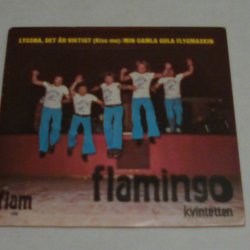 LYSSNA, DET ÄR VIKTIGT (Kiss me)/MIN GAMLA GULA FLYGMASKIN
flamingo
kvintetten
flam